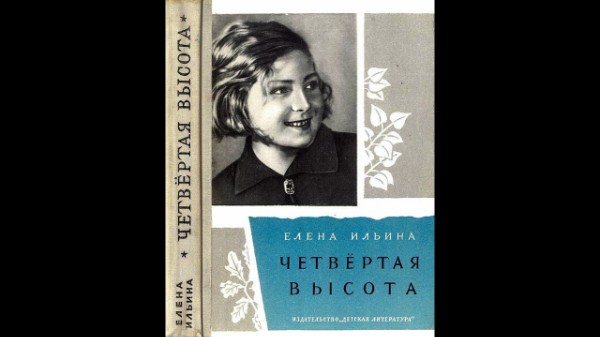 ЕЛЕНА ИЛЬИНА
* ЧЕТВЁРТАЯ ВЫСОТА *
ЕЛЕНА ИЛЬИНА
ЧЕТВЁРТАЯ
ВЫСОТА
ИЗДАТЕЛЬСТВО „ДЕТСКАЯ ЛИТЕРАТУРА"